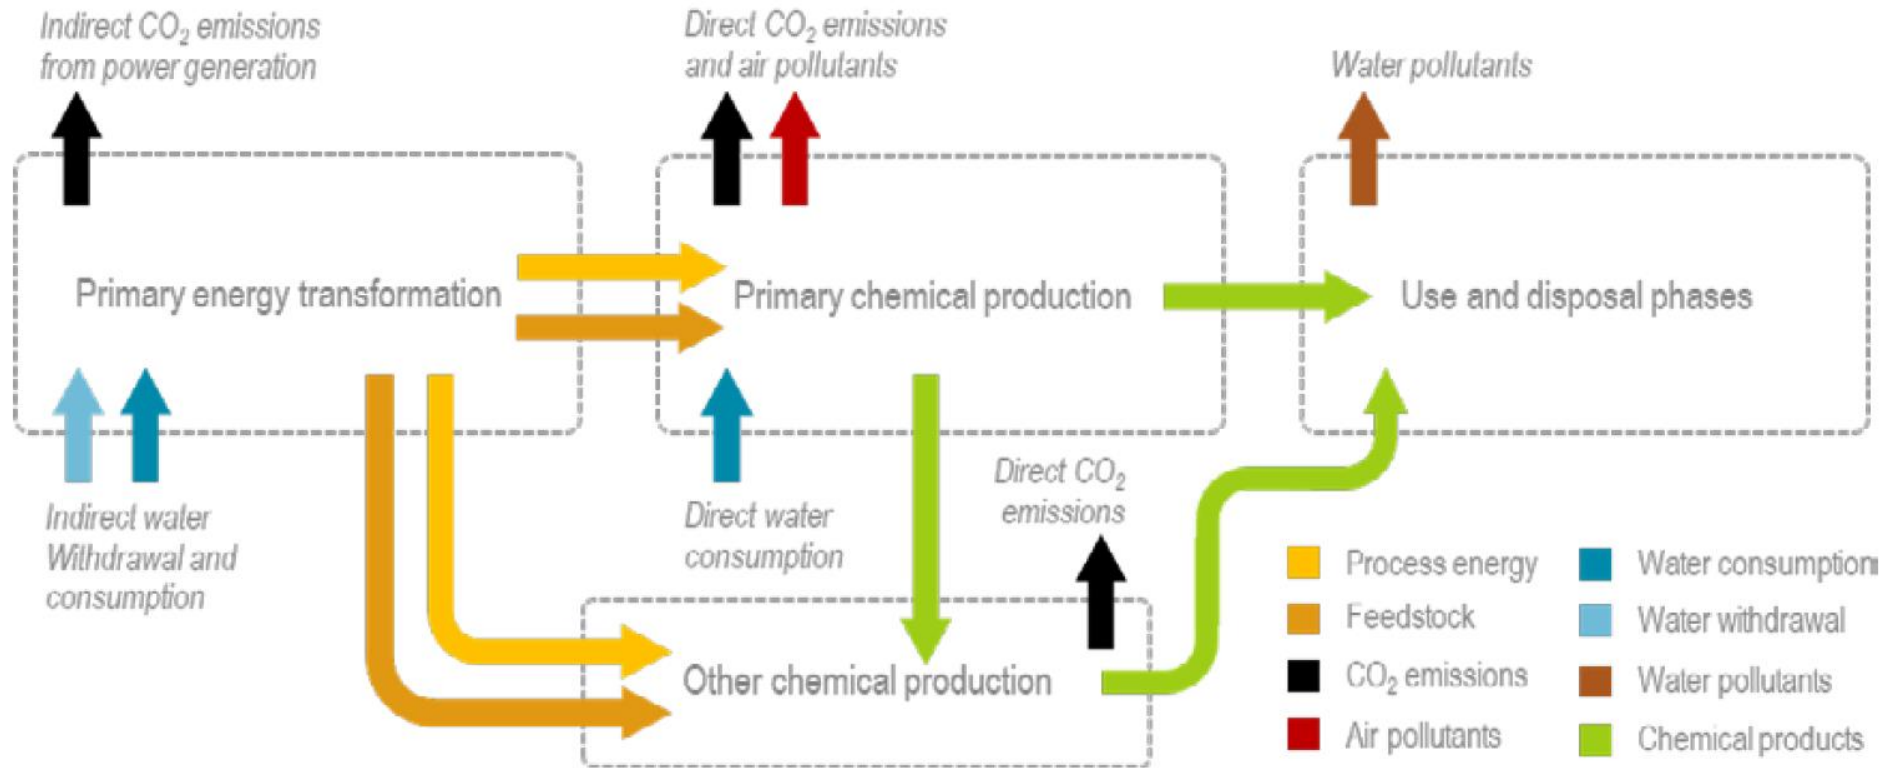 Indirect CO₂ emissions
from power generation
Direct CO₂ emissions
and air pollutants
Water pollutants
Primary energy transformation
Primary chemical production
Use and disposal phases
Indirect water
Wilhdrawal and
consumption
Direct water
consumption
Direct CO₂
emissions
Other chemical production
Process energy
Feedstock
CO₂ emissions
Air pollutants
Water consumption
Water withdrawal
Water pollutants
Chemical products